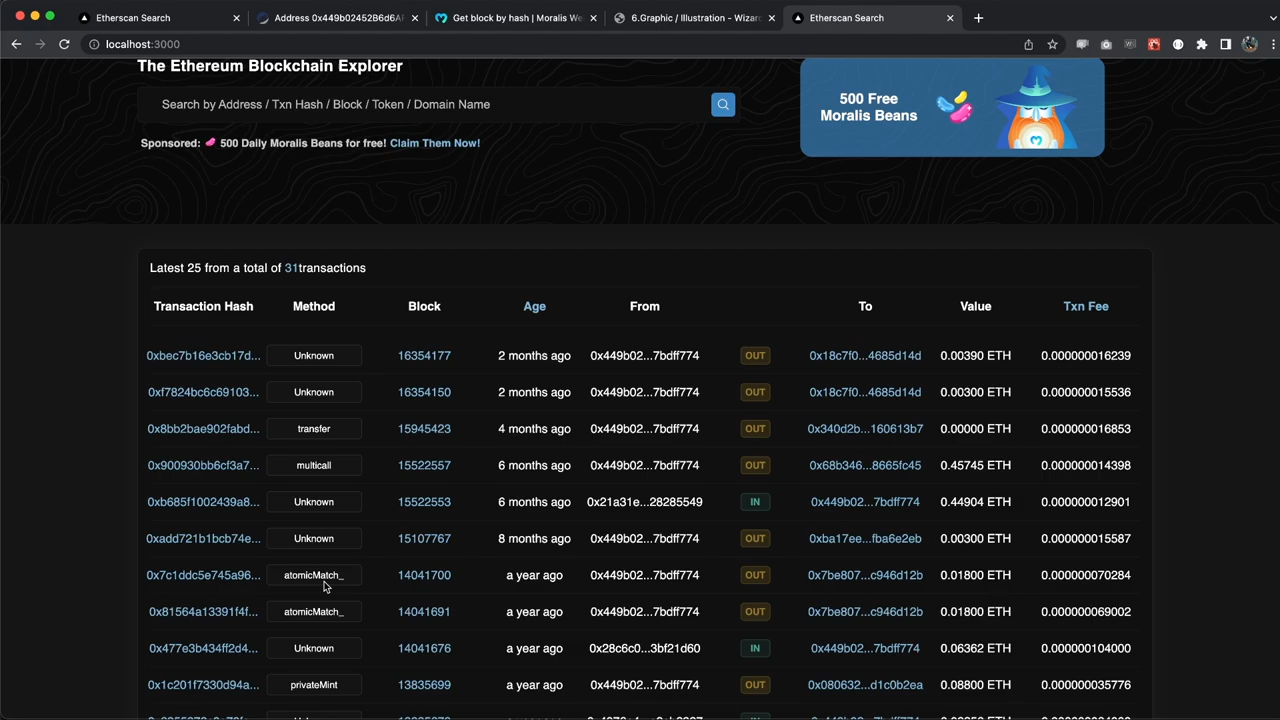 Etherscan Search
Address 0x449b02452B6d6AF
Get block by hash | Moralis We
6.Graphic / Illustration - Wizar
Etherscan Search
localhost:3000
The Ethereum Blockchain Explorer
Search by Address / Txn Hash / Block / Token / Domain Name
Sponsored: 500 Daily Moralis Beans for free! Claim Them Now!
500 Free
Moralis Beans
Latest 25 from a total of 31transactions
Transaction Hash Method Block Age From To Value Txn Fee
0xbec7b16e3cb17d... Unknown 16354177 2 months ago 0x449b02...7bdff774 OUT 0x18c7f0...4685d14d 0.00390 ETH 0.000000016239
0xf7824bc6c69103... Unknown 16354150 2 months ago 0x449b02...7bdff774 OUT 0x18c7f0...4685d14d 0.00300 ETH 0.000000015536
0x8bb2bae902fabd... transfer 15945423 4 months ago 0x449b02...7bdff774 OUT 0x340d2b...160613b7 0.00000 ETH 0.000000016853
0x900930bb6cf3a7... multicall 15522557 6 months ago 0x449b02...7bdff774 OUT 0x68b346...8665fc45 0.45745 ETH 0.000000014398
0xb685f1002439a8... Unknown 15522553 6 months ago 0x21a31e...28285549 IN 0x449b02...7bdff774 0.44904 ETH 0.000000012901
0xadd721b1bcb74e... Unknown 15107767 8 months ago 0x449b02...7bdff774 OUT 0xba17ee...fba6e2eb 0.00300 ETH 0.000000015587
0x7c1ddc5e745a96... atomicMatch_ 14041700 a year ago 0x449b02...7bdff774 OUT 0x7be807...c946d12b 0.01800 ETH 0.000000070284
0x81564a13391f4f... atomicMatch_ 14041691 a year ago 0x449b02...7bdff774 OUT 0x7be807...c946d12b 0.01800 ETH 0.000000069002
0x477e3b434ff2d4... Unknown 14041676 a year ago 0x28c6c0...3bf21d60 IN 0x449b02...7bdff774 0.06362 ETH 0.000000104000
0x1c201f7330d94a... privateMint 13835699 a year ago 0x449b02...7bdff774 OUT 0x080632...d1c0b2ea 0.08800 ETH 0.000000035776